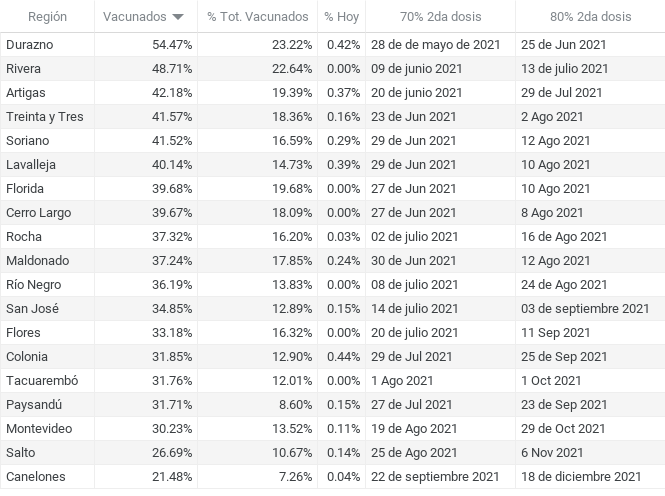 Región Vacunados % Tot. Vacunados % Hoy 70% 2da dosis 80% 2da dosis
Durazno 54.47% 23.22% 0.42% 28 de de mayo de 2021 25 de Jun 2021
Rivera 48.71% 22.64% 0.00% 09 de junio 2021 13 de julio 2021
Artigas 42.18% 19.39% 0.37% 20 de junio 2021 29 de Jul 2021
Treinta y Tres 41.57% 18.36% 0.16% 23 de Jun 2021 2 Ago 2021
Soriano 41.52% 16.59% 0.29% 29 de Jun 2021 12 Ago 2021
Lavalleja 40.14% 14.73% 0.39% 29 de Jun 2021 10 Ago 2021
Florida 39.68% 19.68% 0.00% 27 de Jun 2021 10 Ago 2021
Cerro Largo 39.67% 18.09% 0.00% 27 de Jun 2021 8 Ago 2021
Rocha 37.32% 16.20% 0.03% 02 de julio 2021 16 de Ago 2021
Maldonado 37.24% 17.85% 0.24% 30 de Jun 2021 12 Ago 2021
Río Negro 36.19% 13.83% 0.00% 08 de julio 2021 24 de Ago 2021
San José 34.85% 12.89% 0.15% 14 de julio 2021 03 de septiembre 2021
Flores 33.18% 16.32% 0.00% 20 de julio 2021 11 Sep 2021
Colonia 31.85% 12.90% 0.44% 29 de Jul 2021 25 de Sep 2021
Tacuarembó 31.76% 12.01% 0.00% 1 Ago 2021 1 Oct 2021
Paysandú 31.71% 8.60% 0.15% 27 de Jul 2021 23 de Sep 2021
Montevideo 30.23% 13.52% 0.11% 19 de Ago 2021 29 de Oct 2021
Salto 26.69% 10.67% 0.14% 25 de Ago 2021 6 Nov 2021
Canelones 21.48% 7.26% 0.04% 22 de septiembre 2021 18 de diciembre 2021